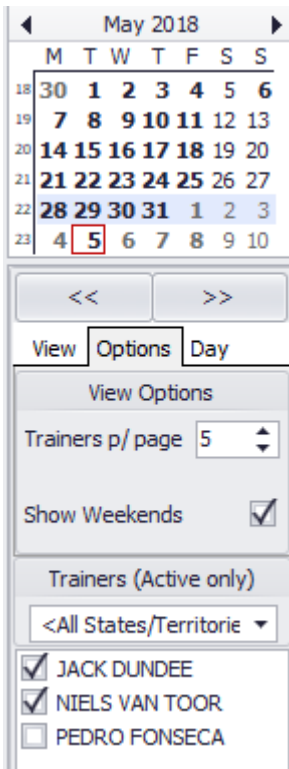 May 2018
M T W T F S S
18 30 1 2 3 4 5 6
19 7 8 9 10 11 12 13
20 14 15 16 17 18 19 20
21 21 22 23 24 25 26 27
22 28 29 30 31 1 2 3
23 4 5 6 7 8 9 10
<< >>
View Options Day
View Options
Trainers p/page 5
Show Weekends
Trainers (Active only)
<All States/Territorie
JACK DUNDEE
NIELS VAN TOOR
PEDRO FONSECA